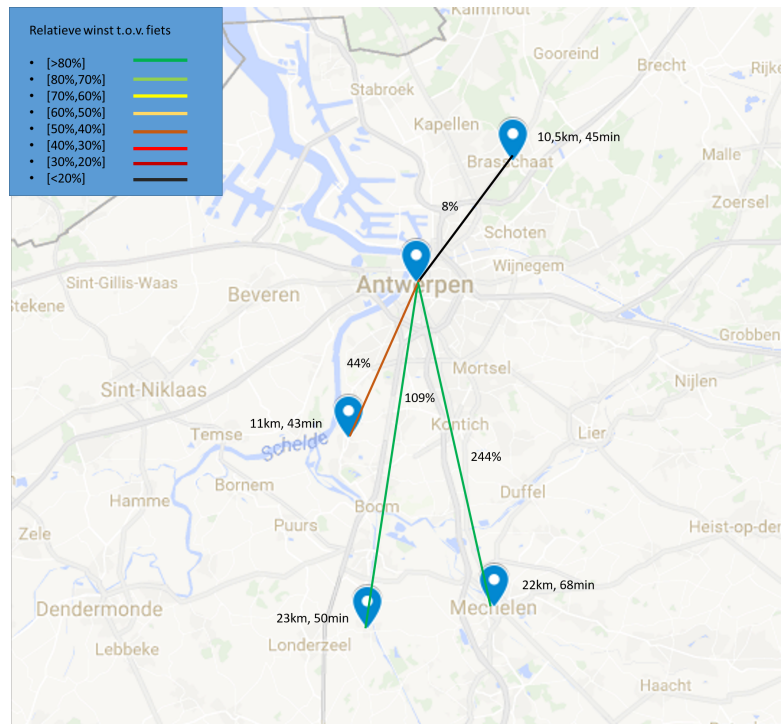 Relatieve winst t.o.v. fiets
• [>80%]
• [80%,70%]
• [70%,60%]
• [60%,50%]
• [50%,40%]
• [40%,30%]
• [30%,20%]
• [<20%]
Kalmthout
Gooreind
Brecht
Rijke
Stabroek
Kapellen
10,5km, 45min
Brasschaat
Malle
Zoersel
8%
Schoten
Wijnegem
Sint-Gillis-Waas
Antwerpen
Beveren
Stekene
Grobben
44%
Mortsel
Nijlen
Sint-Niklaas
109%
11km, 43min
Kontich
Temse
Lier
Schelde
244%
Bornem
Duffel
Hamme
Boom
Puurs
Heist-op-den
Zele
22km, 68min
Dendermonde
Mechelen
23km, 50min
Lebbeke
Londerzeel
Haacht